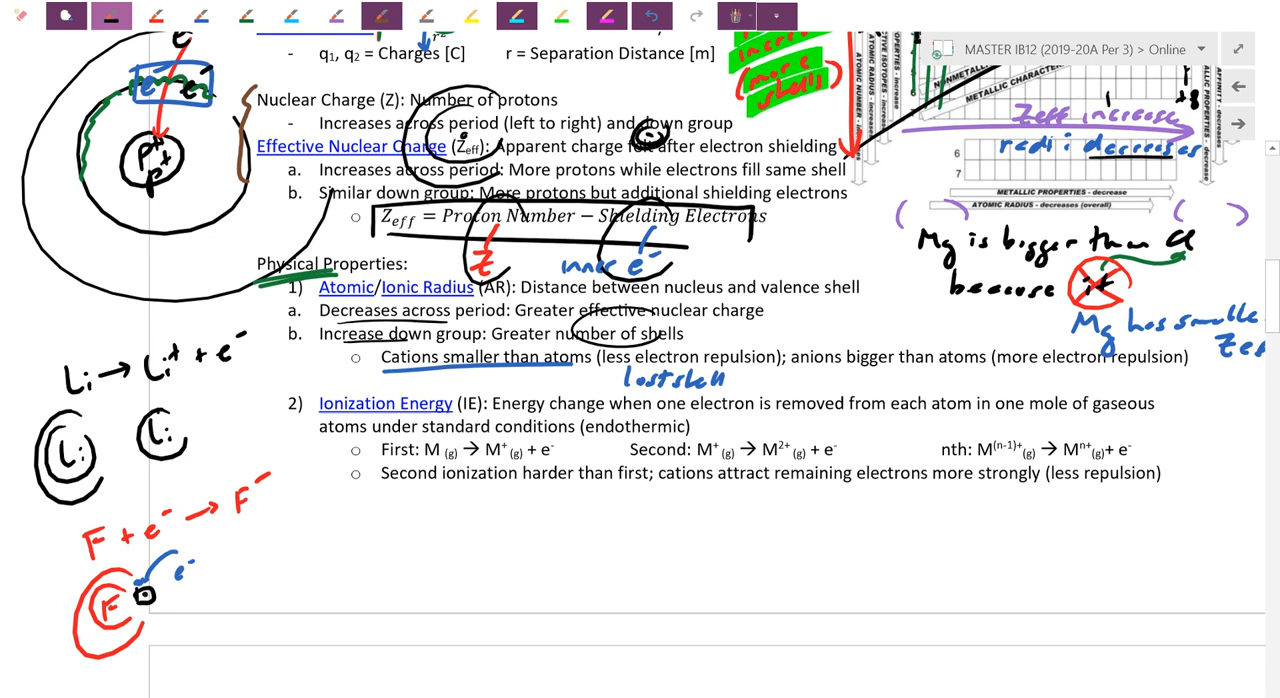 MASTER IB12 (2019-20A Per 3) > Online
e
- q1, q2 = Charges [C] r = Separation Distance [m]
(more
shells)
NONMETALLIC
METALLIC CHARACTER
ATOMIC NUMBER -
ATOMIC RADIUS - increases
Zeff increase
radii decreases
6
7
METALLIC PROPERTIES - decrease
ATOMIC RADIUS - decreases (overall)
e- e-
Nuclear Charge (Z): Number of protons
- Increases across period (left to right) and down group
Effective Nuclear Charge (Zeff): Apparent charge felt after electron shielding
a. Increases across period: More protons while electrons fill same shell
b. Similar down group: More protons but additional shielding electrons
○ Zeff = Proton Number − Shielding Electrons
P+
P
Z inner e-
Mg is bigger than Cl
because it
Mg has smaller
Physical Properties:
1) Atomic/Ionic Radius (AR): Distance between nucleus and valence shell
a. Decreases across period: Greater effective nuclear charge
b. Increase down group: Greater number of shells
○ Cations smaller than atoms (less electron repulsion); anions bigger than atoms (more electron repulsion)
lost shell
Li → Li+ + e-
Li Li
2) Ionization Energy (IE): Energy change when one electron is removed from each atom in one mole of gaseous
atoms under standard conditions (endothermic)
○ First: M (g) → M+ (g) + e- Second: M+ (g) → M2+ (g) + e- nth: M(n-1)+ (g) → Mn+ (g)+ e-
○ Second ionization harder than first; cations attract remaining electrons more strongly (less repulsion)
F + e- → F-
e-
F